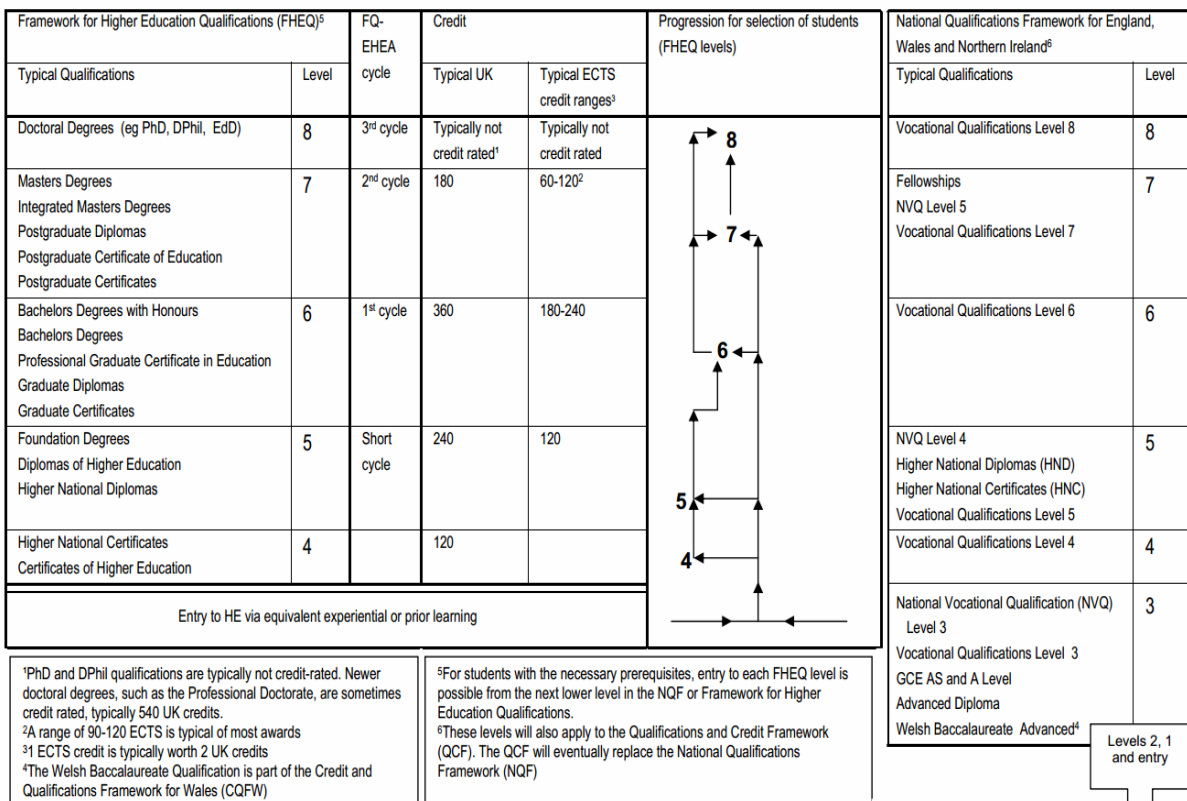 Framework for Higher Education Qualifications (FHEQ)⁵
FQ-
EHEA
cycle
Credit
Progression for selection of students
(FHEQ levels)
National Qualifications Framework for England,
Wales and Northern Ireland⁶
Typical Qualifications
Level
Typical UK
Typical ECTS
credit ranges³
Typical Qualifications
Level
Doctoral Degrees (eg PhD, DPhil, EdD)
8
3rd cycle
Typically not
credit rated¹
Typically not
credit rated
8
Vocational Qualifications Level 8
8
Masters Degrees
Integrated Masters Degrees
Postgraduate Diplomas
Postgraduate Certificate of Education
Postgraduate Certificates
7
2nd cycle
180
60-120²
7
Fellowships
NVQ Level 5
Vocational Qualifications Level 7
7
Bachelors Degrees with Honours
Bachelors Degrees
Professional Graduate Certificate in Education
Graduate Diplomas
Graduate Certificates
6
1st cycle
360
180-240
6
Vocational Qualifications Level 6
6
Foundation Degrees
Diplomas of Higher Education
Higher National Diplomas
5
Short
cycle
240
120
5
NVQ Level 4
Higher National Diplomas (HND)
Higher National Certificates (HNC)
Vocational Qualifications Level 5
5
Higher National Certificates
Certificates of Higher Education
4
120
4
Vocational Qualifications Level 4
4
Entry to HE via equivalent experiential or prior learning
National Vocational Qualification (NVQ)
Level 3
Vocational Qualifications Level 3
GCE AS and A Level
Advanced Diploma
Welsh Baccalaureate Advanced⁴
3
Levels 2, 1
and entry
¹PhD and DPhil qualifications are typically not credit-rated. Newer
doctoral degrees, such as the Professional Doctorate, are sometimes
credit rated, typically 540 UK credits.
²A range of 90-120 ECTS is typical of most awards
³1 ECTS credit is typically worth 2 UK credits
⁴The Welsh Baccalaureate Qualification is part of the Credit and
Qualifications Framework for Wales (CQFW)
⁵For students with the necessary prerequisites, entry to each FHEQ level is
possible from the next lower level in the NQF or Framework for Higher
Education Qualifications.
⁶These levels will also apply to the Qualifications and Credit Framework
(QCF). The QCF will eventually replace the National Qualifications
Framework (NQF)